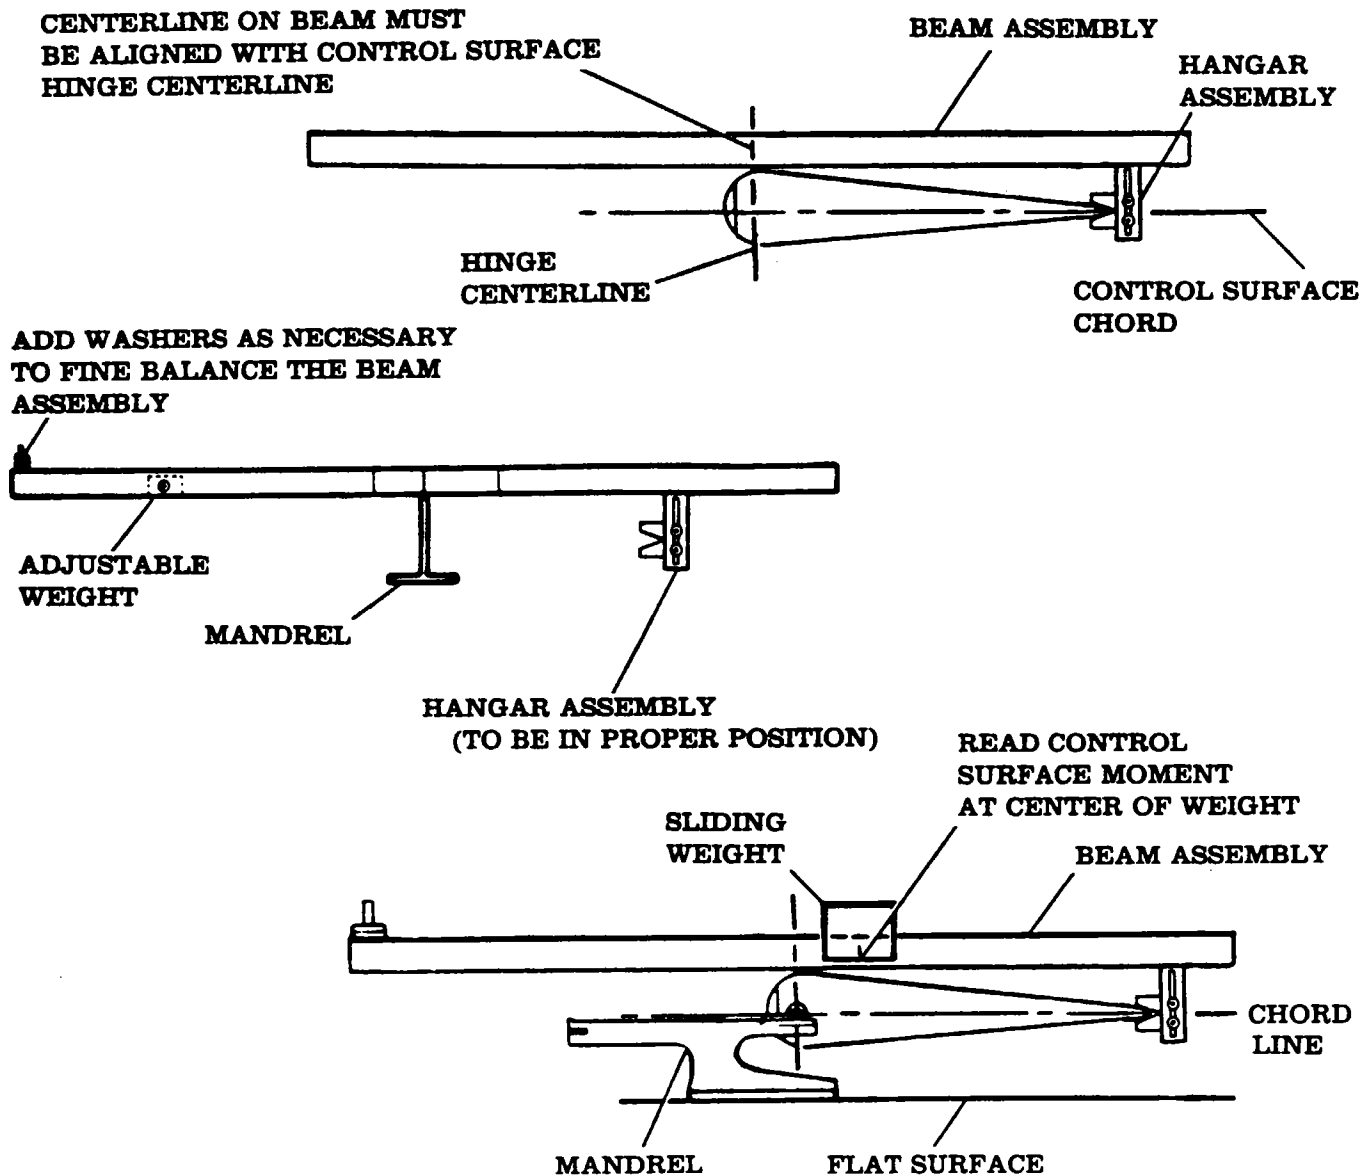 CENTERLINE ON BEAM MUST
BE ALIGNED WITH CONTROL SURFACE
HINGE CENTERLINE
BEAM ASSEMBLY
HANGAR
ASSEMBLY
HINGE
CENTERLINE
CONTROL SURFACE
CHORD
ADD WASHERS AS NECESSARY
TO FINE BALANCE THE BEAM
ASSEMBLY
ADJUSTABLE
WEIGHT
MANDREL
HANGAR ASSEMBLY
(TO BE IN PROPER POSITION)
READ CONTROL
SURFACE MOMENT
AT CENTER OF WEIGHT
SLIDING
WEIGHT
BEAM ASSEMBLY
CHORD
LINE
MANDREL
FLAT SURFACE